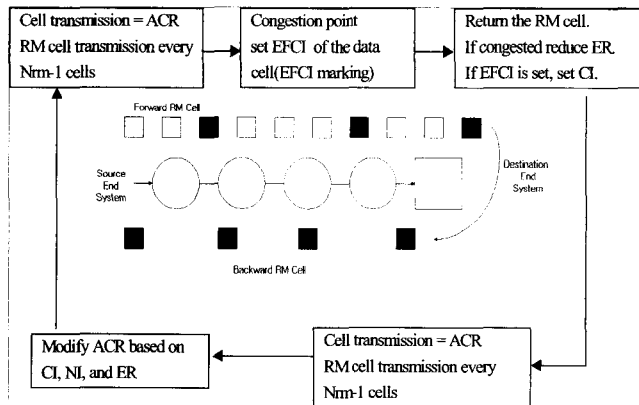 Cell transmission = ACR
RM cell transmission every
Nrm-1 cells
Congestion point
set EFCI of the data
cell(EFCI marking)
Return the RM cell.
If congested reduce ER.
If EFCI is set, set CI.
Forward RM Cell
Source
End
System
Destination
End
System
Backward RM Cell
Modify ACR based on
CI, NI, and ER
Cell transmission = ACR
RM cell transmission every
Nrm-1 cells